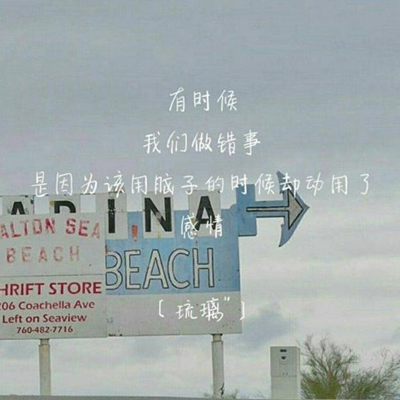 有时候
我们做错事
是因为该用脑子的时候却动用了
感情
[琉璃"]
ARINA
ALTON SEA
BEACH
BEACH
HRIFT STORE
206 Coachella Ave
Left on Seaview
760-482-7716